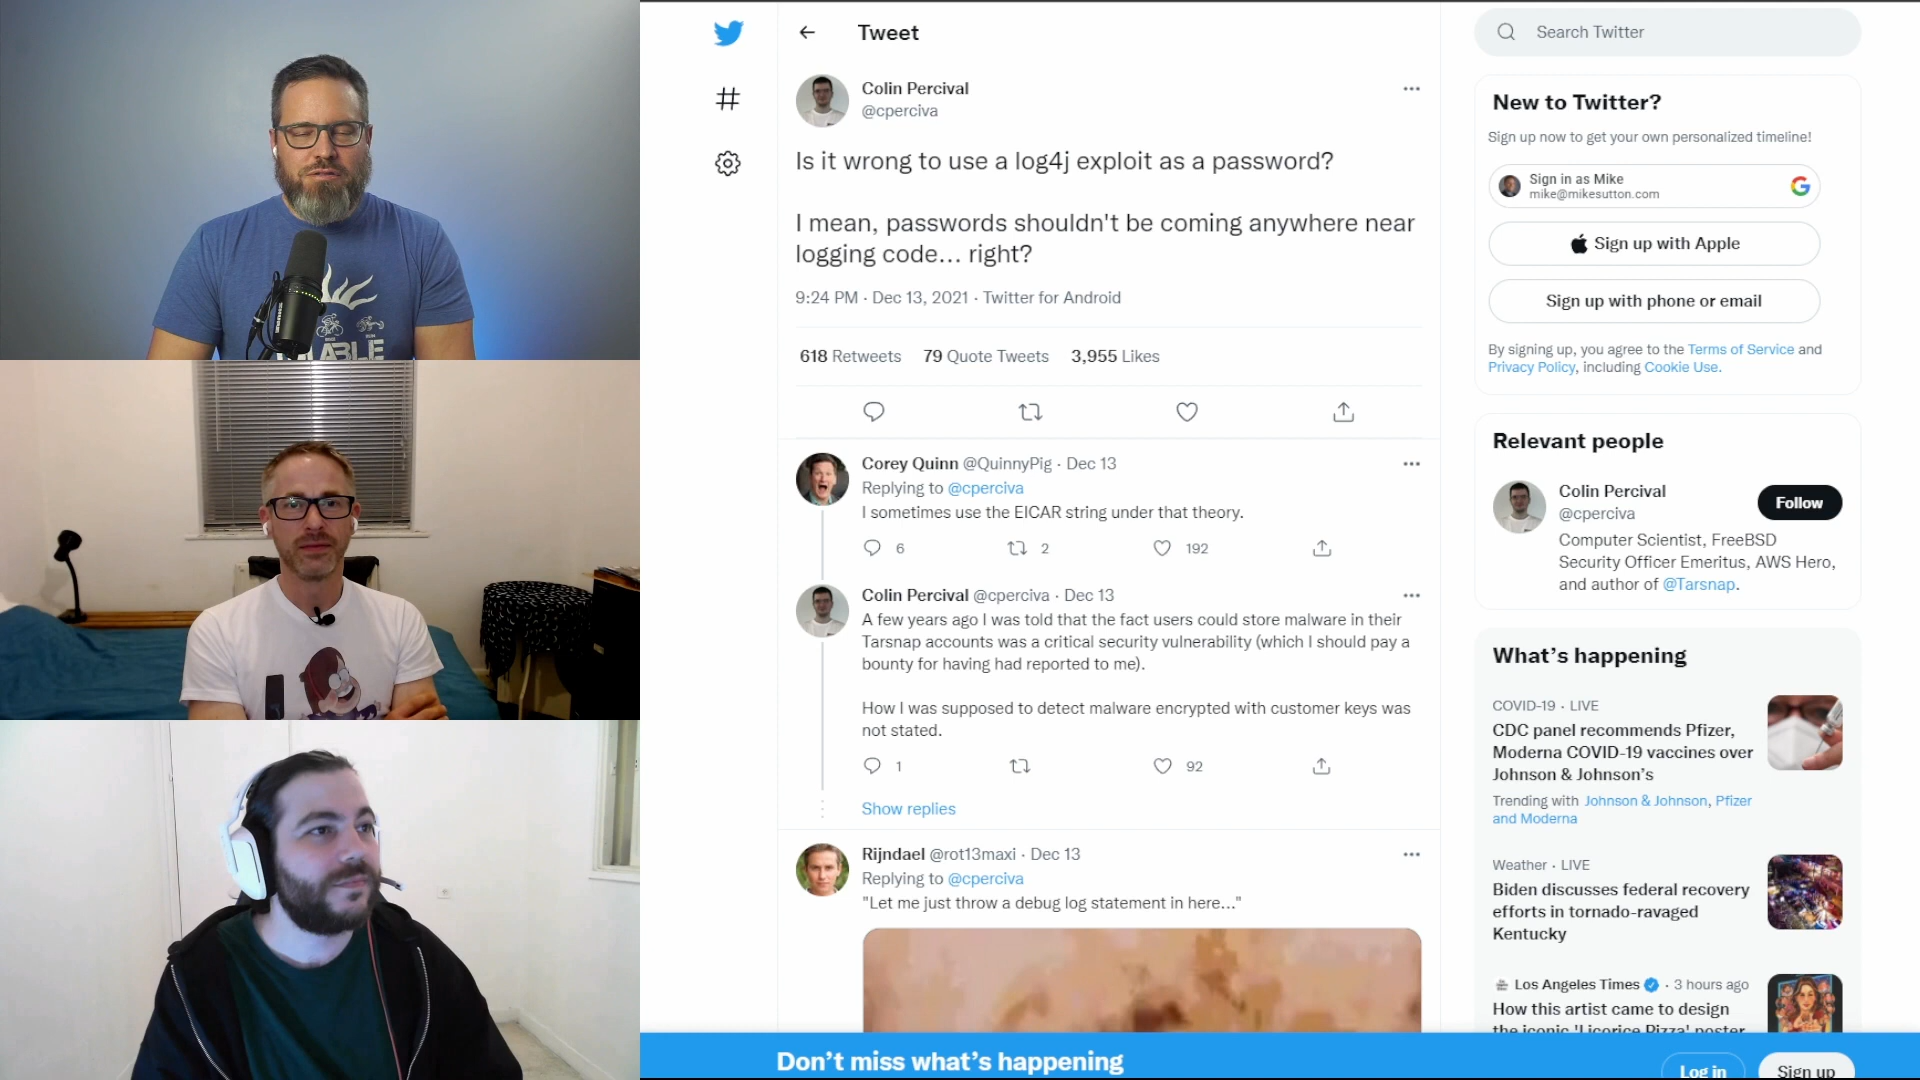 Tweet
Colin Percival
@cperciva
Is it wrong to use a log4j exploit as a password?
I mean, passwords shouldn't be coming anywhere near
logging code... right?
9:24 PM · Dec 13, 2021 · Twitter for Android
618 Retweets 79 Quote Tweets 3,955 Likes
Corey Quinn @QuinnyPig · Dec 13
Replying to @cperciva
I sometimes use the EICAR string under that theory.
6 2 192
Colin Percival @cperciva · Dec 13
A few years ago I was told that the fact users could store malware in their
Tarsnap accounts was a critical security vulnerability (which I should pay a
bounty for having had reported to me).
How I was supposed to detect malware encrypted with customer keys was
not stated.
1 92
Show replies
Rijndael @rot13maxi · Dec 13
Replying to @cperciva
"Let me just throw a debug log statement in here..."
Search Twitter
New to Twitter?
Sign up now to get your own personalized timeline!
Sign in as Mike
mike@mikesutton.com
Sign up with Apple
Sign up with phone or email
By signing up, you agree to the Terms of Service and
Privacy Policy, including Cookie Use.
Relevant people
Colin Percival
@cperciva
Follow
Computer Scientist, FreeBSD
Security Officer Emeritus, AWS Hero,
and author of @Tarsnap.
What's happening
COVID-19 · LIVE
CDC panel recommends Pfizer,
Moderna COVID-19 vaccines over
Johnson & Johnson's
Trending with Johnson & Johnson, Pfizer
and Moderna
Weather · LIVE
Biden discusses federal recovery
efforts in tornado-ravaged
Kentucky
Los Angeles Times · 3 hours ago
How this artist came to design
the iconic 'Licorice Pizza' poster
Don't miss what's happening
Log in
Sign up